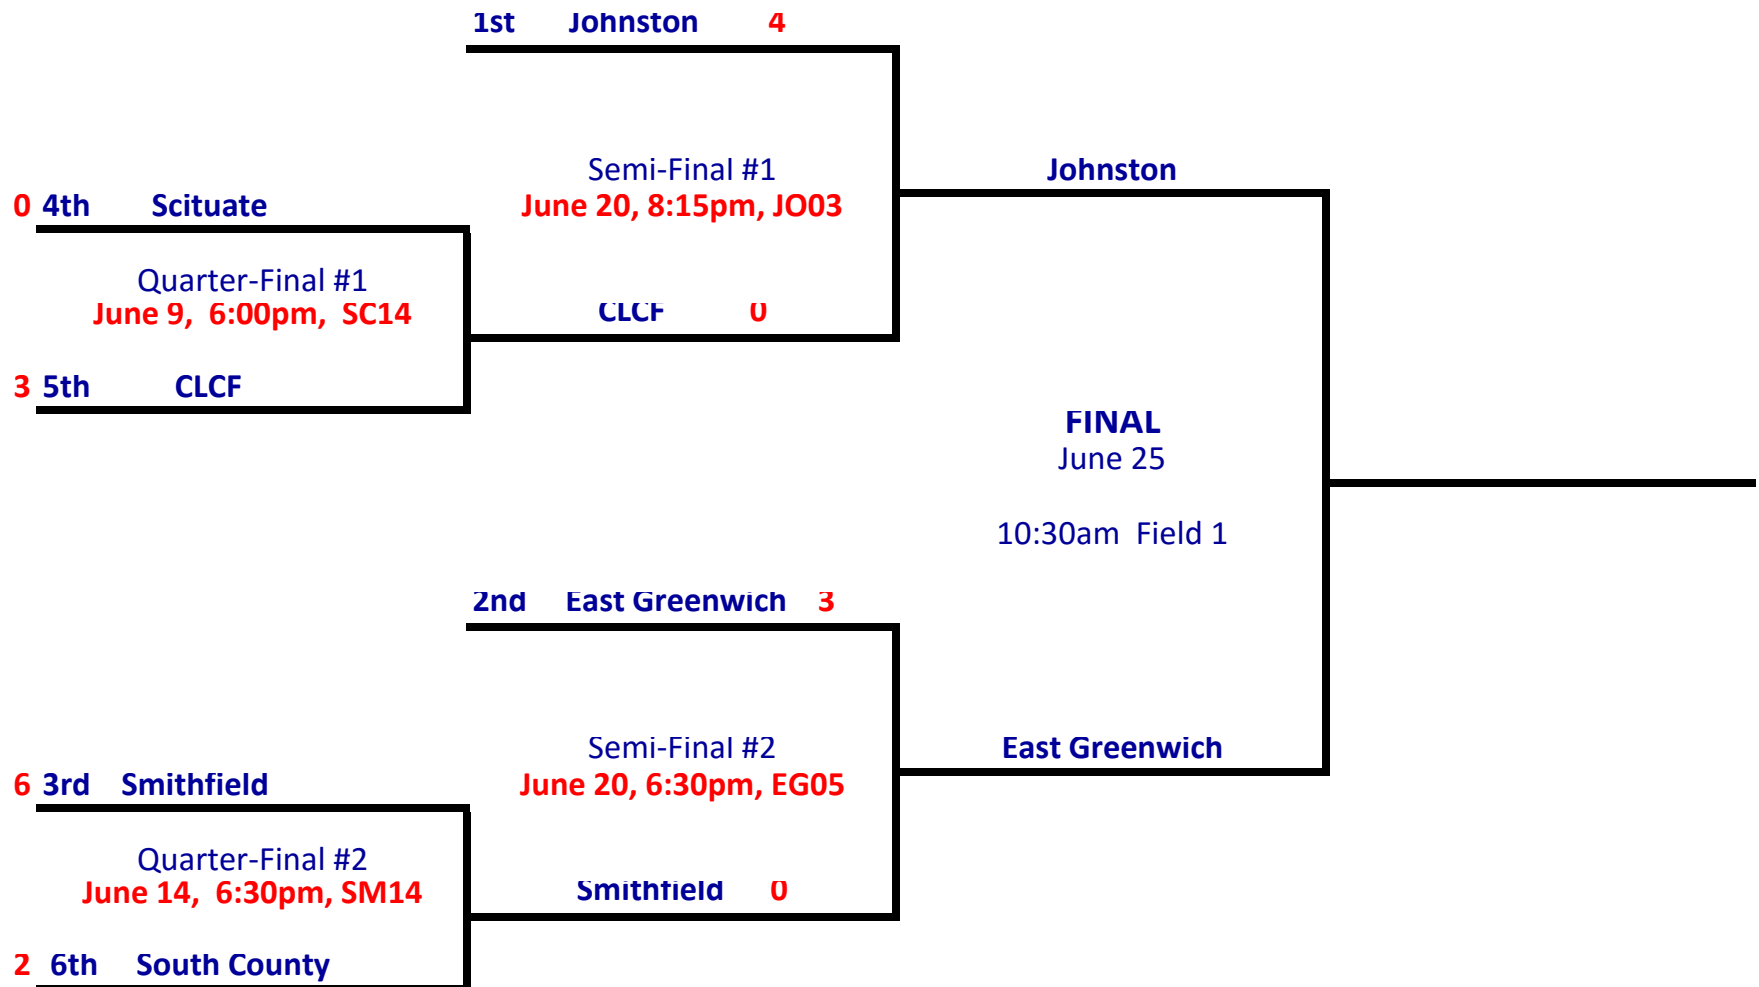 1st Johnston 4
Semi-Final #1
June 20, 8:15pm, JO03
Johnston
0 4th Scituate
Quarter-Final #1
June 9, 6:00pm, SC14
CLCF 0
3 5th CLCF
FINAL
June 25
10:30am Field 1
2nd East Greenwich 3
Semi-Final #2
June 20, 6:30pm, EG05
East Greenwich
6 3rd Smithfield
Quarter-Final #2
June 14, 6:30pm, SM14
Smithfield 0
2 6th South County